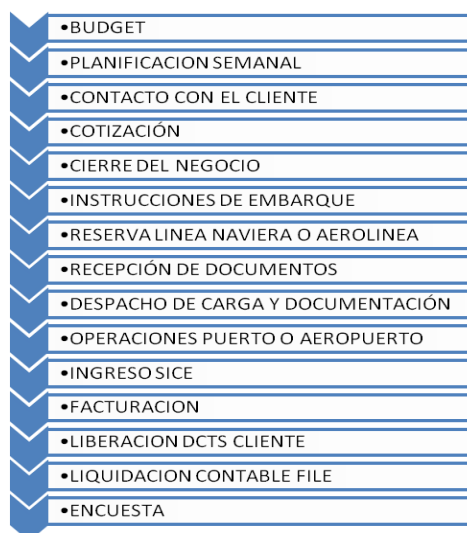 •BUDGET
•PLANIFICACION SEMANAL
•CONTACTO CON EL CLIENTE
•COTIZACIÓN
•CIERRE DEL NEGOCIO
•INSTRUCCIONES DE EMBARQUE
•RESERVA LINEA NAVIERA O AEROLINEA
•RECEPCIÓN DE DOCUMENTOS
•DESPACHO DE CARGA Y DOCUMENTACIÓN
•OPERACIONES PUERTO O AEROPUERTO
•INGRESO SICE
•FACTURACION
•LIBERACION DCTS CLIENTE
•LIQUIDACION CONTABLE FILE
•ENCUESTA